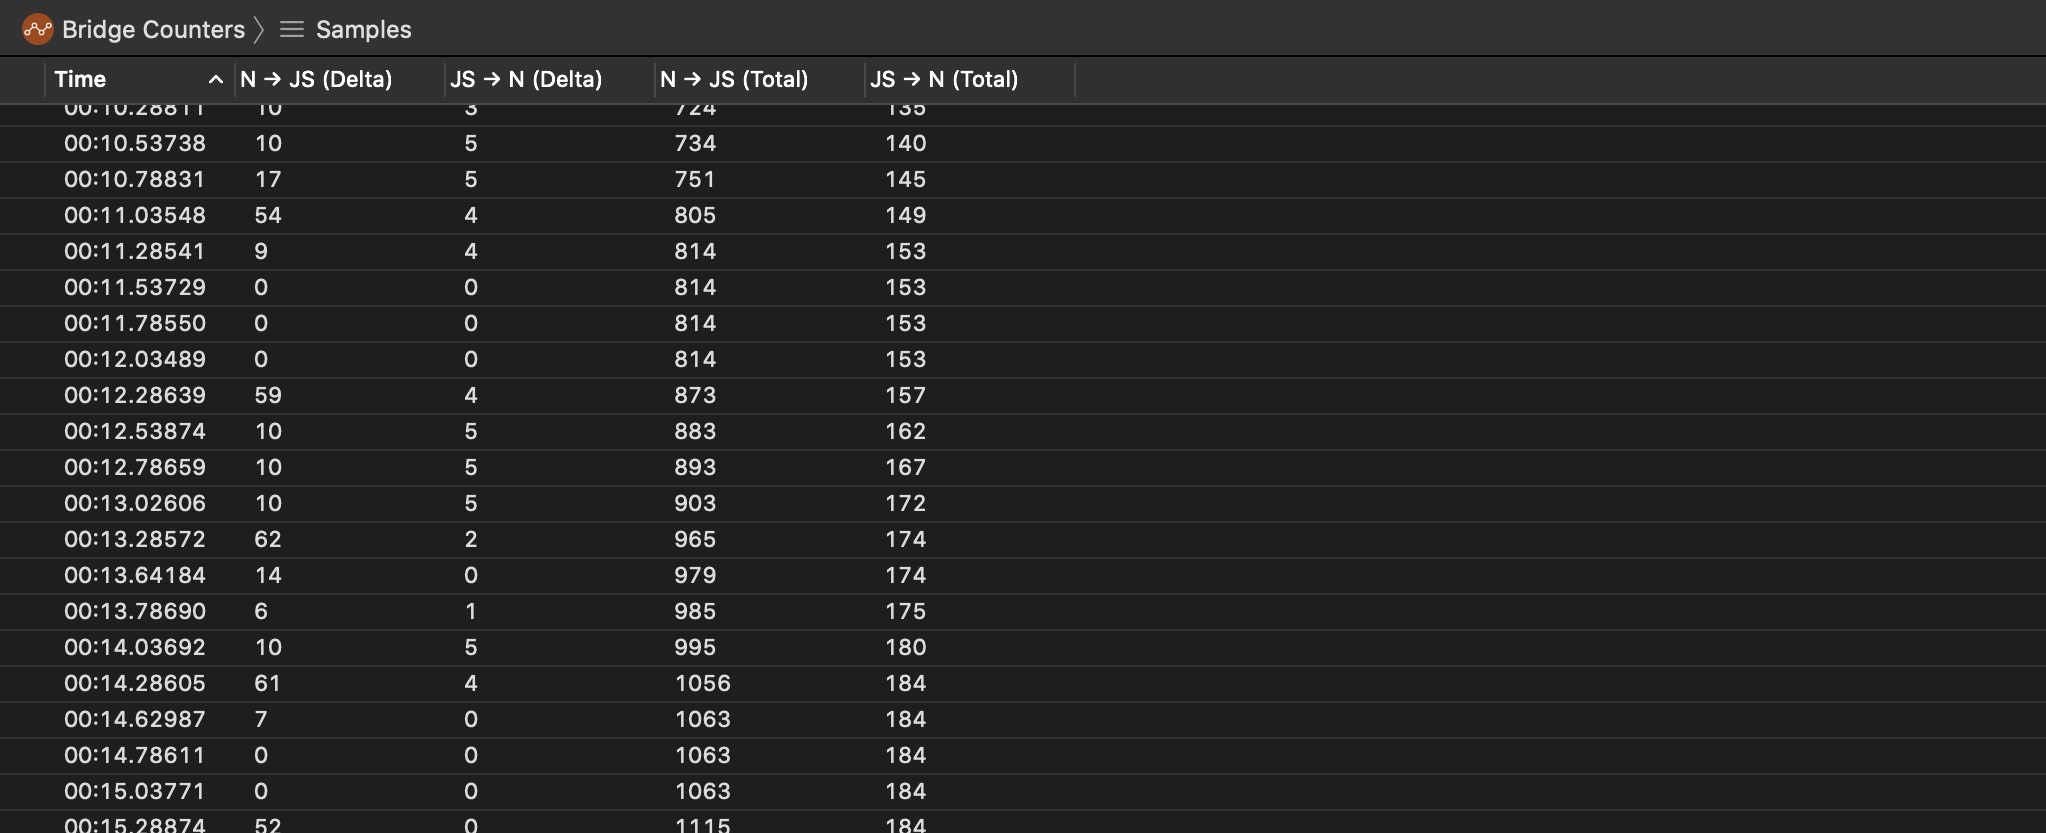 Bridge Counters Samples
Time N → JS (Delta) JS → N (Delta) N → JS (Total) JS → N (Total)
00:10.28811 10 3 724 135
00:10.53738 10 5 734 140
00:10.78831 17 5 751 145
00:11.03548 54 4 805 149
00:11.28541 9 4 814 153
00:11.53729 0 0 814 153
00:11.78550 0 0 814 153
00:12.03489 0 0 814 153
00:12.28639 59 4 873 157
00:12.53874 10 5 883 162
00:12.78659 10 5 893 167
00:13.02606 10 5 903 172
00:13.28572 62 2 965 174
00:13.64184 14 0 979 174
00:13.78690 6 1 985 175
00:14.03692 10 5 995 180
00:14.28605 61 4 1056 184
00:14.62987 7 0 1063 184
00:14.78611 0 0 1063 184
00:15.03771 0 0 1063 184
00:15.28874 52 0 1115 184